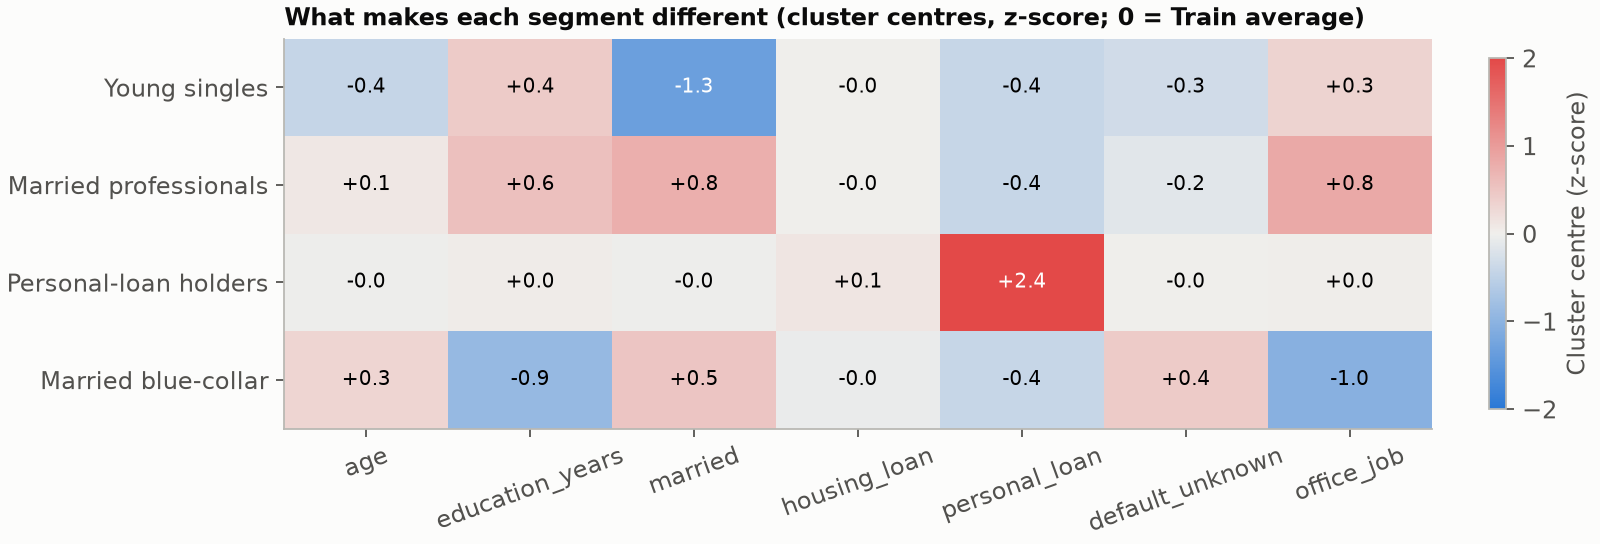 What makes each segment different (cluster centres, z-score; 0 = Train average)
Young singles -0.4 +0.4 -1.3 -0.0 -0.4 -0.3 +0.3
Married professionals +0.1 +0.6 +0.8 -0.0 -0.4 -0.2 +0.8
Personal-loan holders -0.0 +0.0 -0.0 +0.1 +2.4 -0.0 +0.0
Married blue-collar +0.3 -0.9 +0.5 -0.0 -0.4 +0.4 -1.0
age education_years married housing_loan personal_loan default_unknown office_job
2
1
0
−1
−2
Cluster centre (z-score)